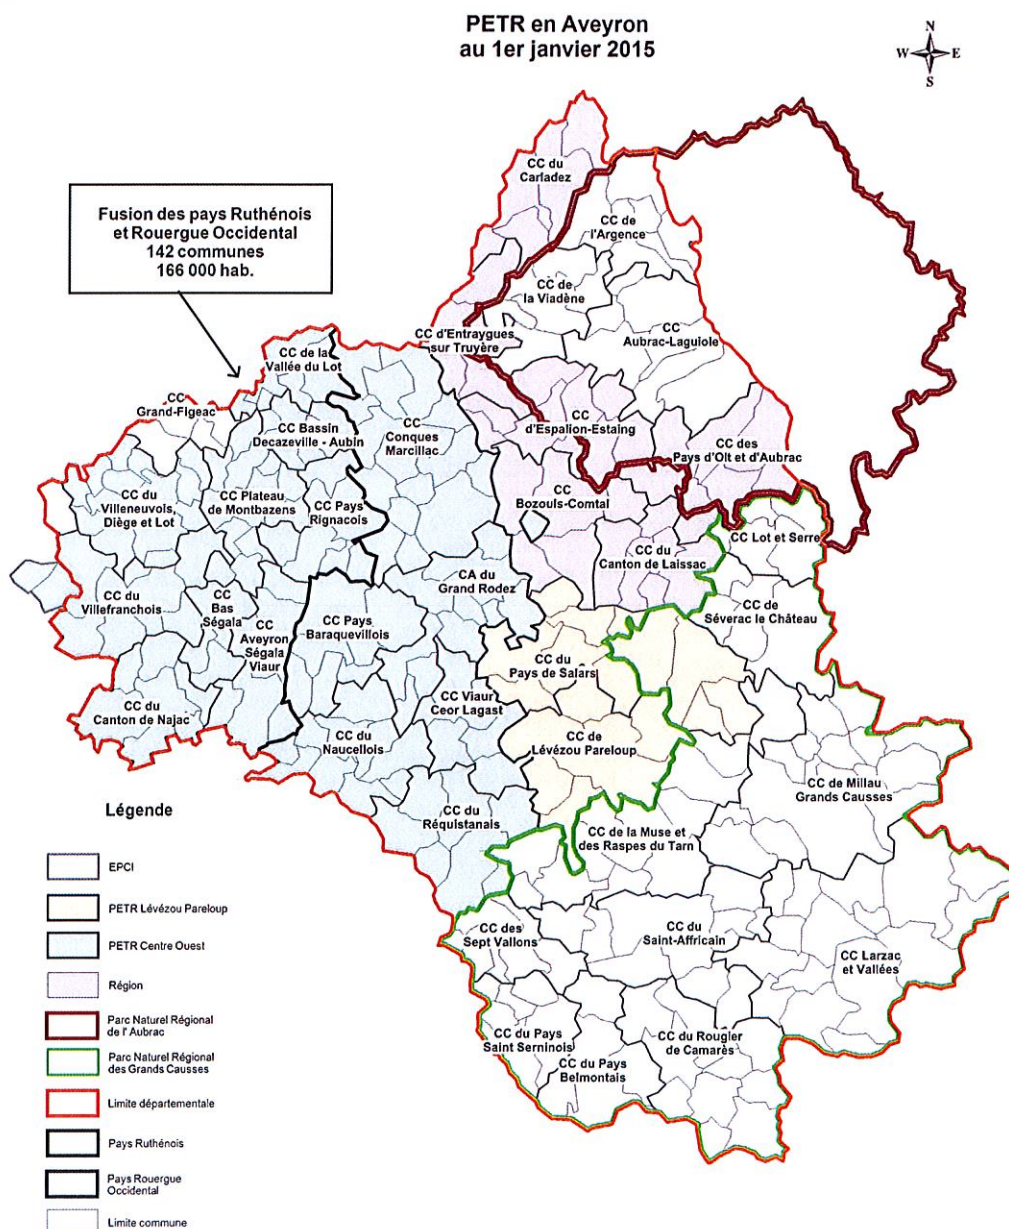 PETR en Aveyron
au 1er janvier 2015
N
W
E
S
Fusion des pays Ruthénois
et Rouergue Occidental
142 communes
166 000 hab.
CC du
Carladez
CC de
l'Argence
CC de
la Viadène
CC
Aubrac-Laguiole
CC d'Entraygues
sur Truyère
CC de la
Vallée du Lot
CC
Grand-Figeac
CC Bassin
Decazeville - Aubin
CC
Conques
Marcillac
CC
d'Espalion-Estaing
CC des
Pays d'Olt et d'Aubrac
CC du
Villeneuvois,
Diège et Lot
CC Plateau
de Montbazens
CC Pays
Rignacois
CC
Bozouls-Comtal
CC Lot et Serre
CC du
Canton de Laissac
CA du
Grand Rodez
CC du
Villefranchois
CC
Bas
Ségala
CC
Aveyron
Ségala
Viaur
CC Pays
Baraquevillois
CC de
Séverac le Château
CC du
Pays de Salars
CC du
Canton de Najac
CC Viaur
Ceor Lagast
CC du
Naucellois
CC de
Lévézou Pareloup
CC de Millau
Grands Causses
CC du
Réquistanais
CC de la Muse et
des Raspes du Tarn
CC des
Sept Vallons
CC du
Saint-Affricain
CC Larzac
et Vallées
CC du Pays
Saint Serninois
CC du Pays
Belmontais
CC du Rougier
de Camarès
Légende
EPCI
PETR Lévézou Pareloup
PETR Centre Ouest
Région
Parc Naturel Régional
de l' Aubrac
Parc Naturel Régional
des Grands Causses
Limite départementale
Pays Ruthénois
Pays Rouergue
Occidental
Limite commune